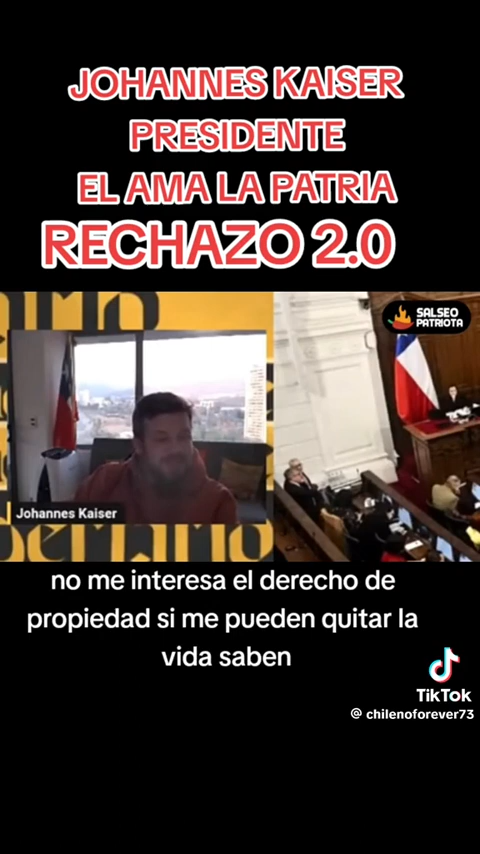 JOHANNES KAISER
PRESIDENTE
EL AMA LA PATRIA
RECHAZO 2.0
SALSEO
PATRIOTA
Johannes Kaiser
no me interesa el derecho de
propiedad si me pueden quitar la
vida saben
TikTok
@ chilenoforever73